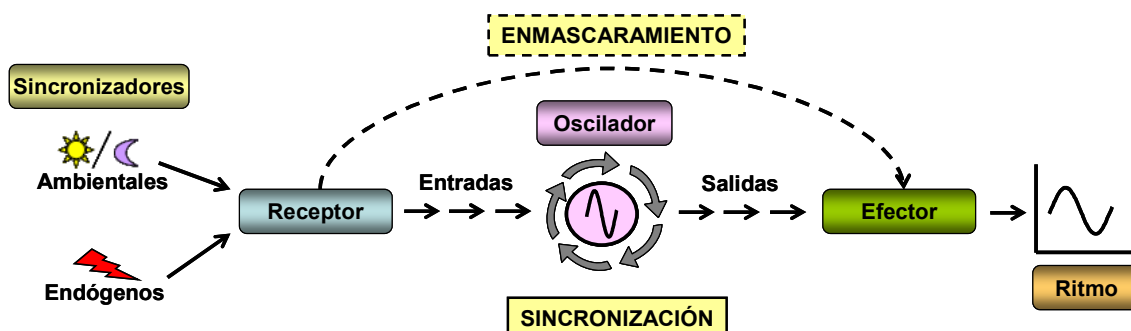 ENMASCARAMIENTO
Sincronizadores
Oscilador
Ambientales
Entradas
Salidas
Receptor
Efector
Endógenos
Ritmo
SINCRONIZACIÓN